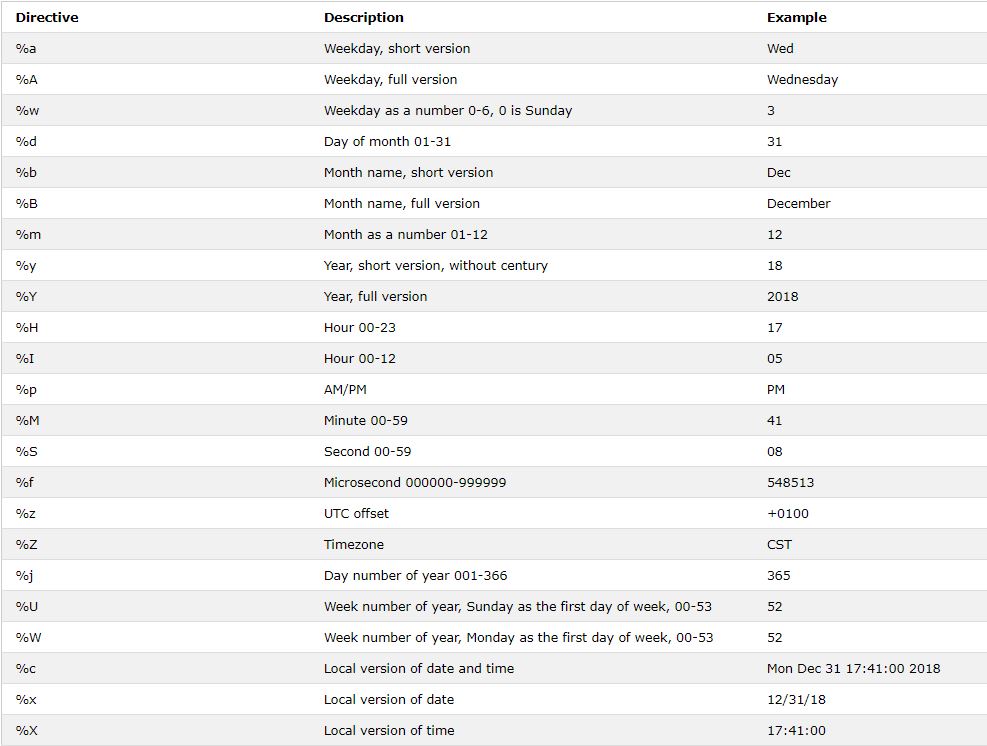 Directive Description Example
%a Weekday, short version Wed
%A Weekday, full version Wednesday
%w Weekday as a number 0-6, 0 is Sunday 3
%d Day of month 01-31 31
%b Month name, short version Dec
%B Month name, full version December
%m Month as a number 01-12 12
%y Year, short version, without century 18
%Y Year, full version 2018
%H Hour 00-23 17
%I Hour 00-12 05
%p AM/PM PM
%M Minute 00-59 41
%S Second 00-59 08
%f Microsecond 000000-999999 548513
%z UTC offset +0100
%Z Timezone CST
%j Day number of year 001-366 365
%U Week number of year, Sunday as the first day of week, 00-53 52
%W Week number of year, Monday as the first day of week, 00-53 52
%c Local version of date and time Mon Dec 31 17:41:00 2018
%x Local version of date 12/31/18
%X Local version of time 17:41:00